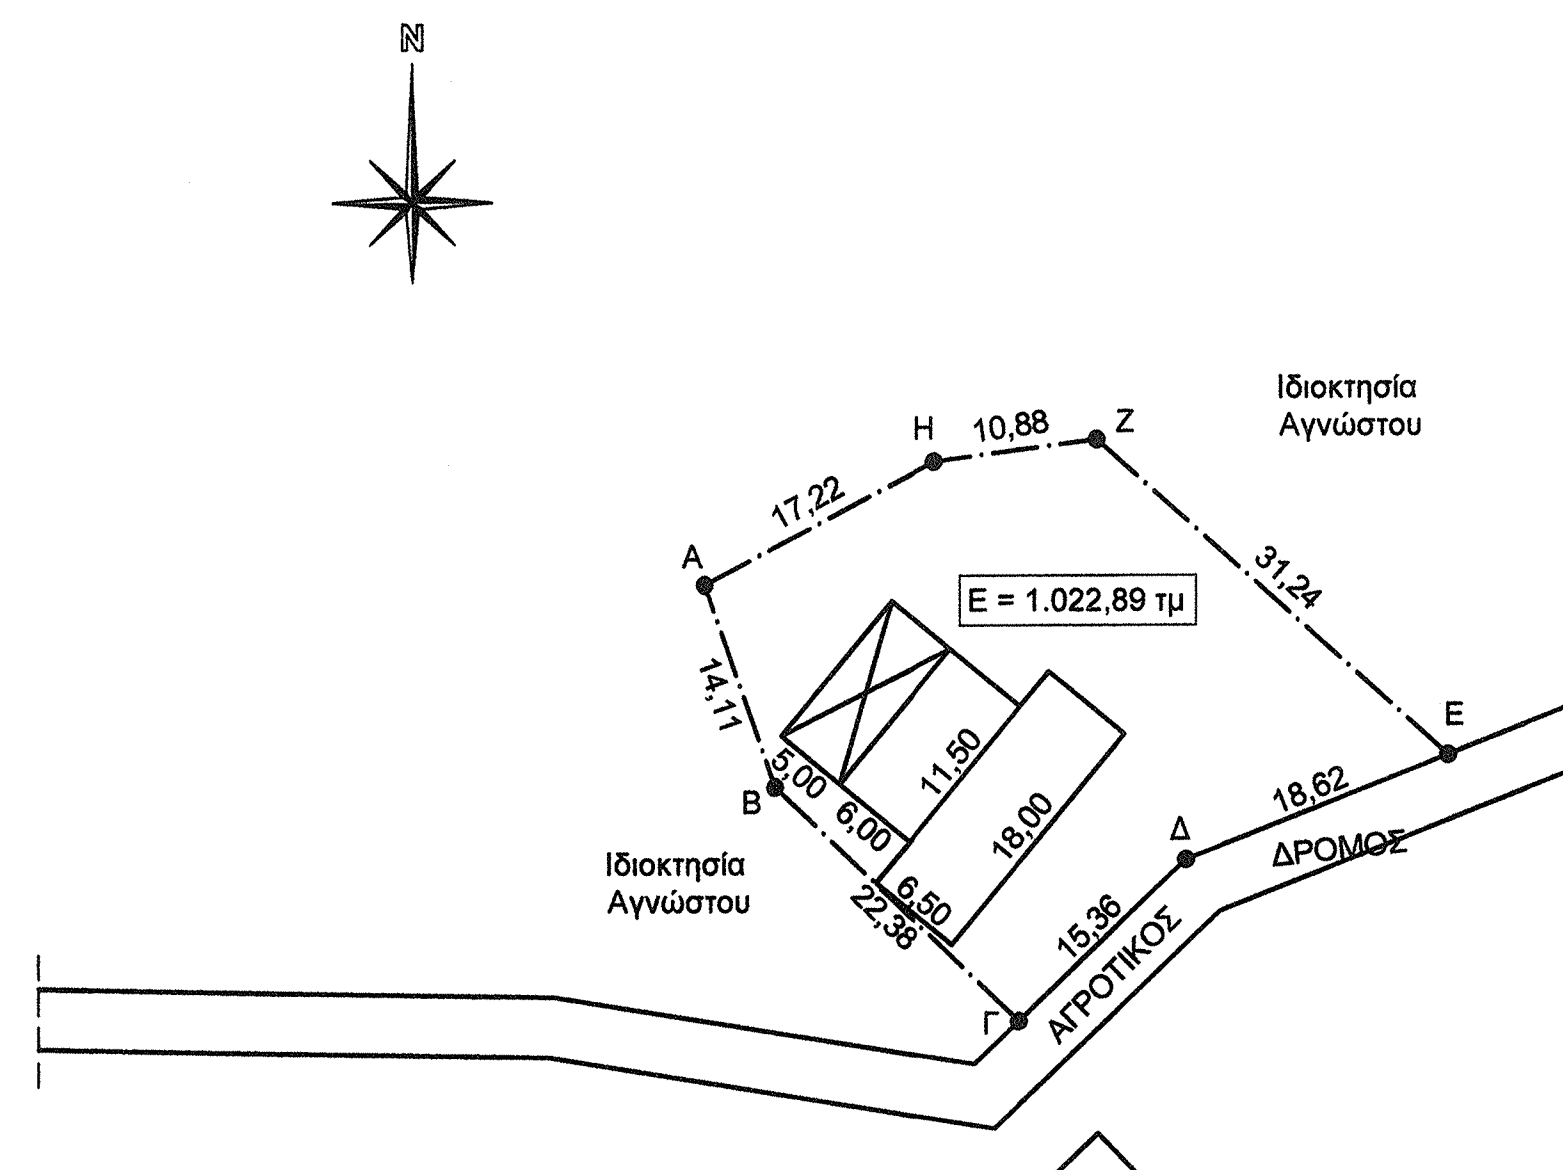 N
Ιδιοκτησία
Αγνώστου
Η
10,88
Ζ
17,22
Α
31,24
Ε = 1.022,89 τμ
14,11
Ε
5,00
11,50
Β
6,00
18,00
18,62
Δ
ΔΡΟΜΟΣ
Ιδιοκτησία
Αγνώστου
6,50
22,38
15,36
ΑΓΡΟΤΙΚΟΣ
Γ